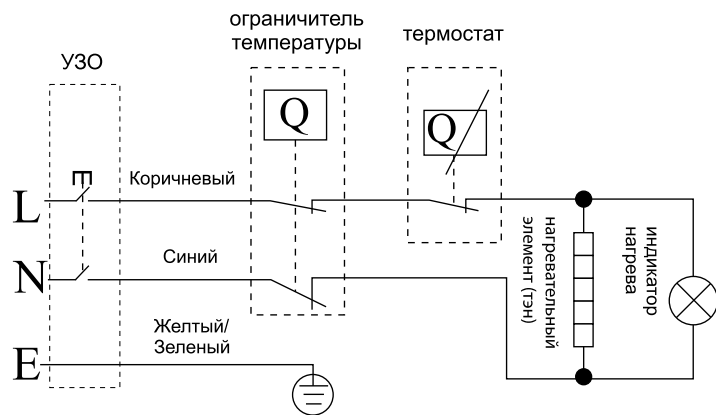 ограничитель
температуры
термостат
УЗО
Q
Q
L
Коричневый
N
Синий
E
Желтый/
Зеленый
нагревательный
элемент (тэн)
индикатор
нагрева